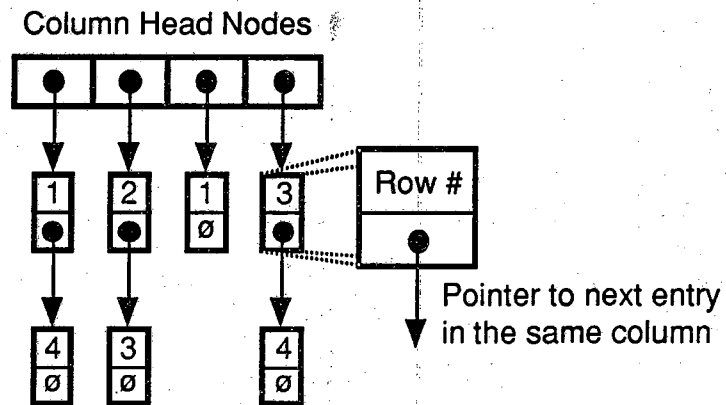 Column Head Nodes
1 2 1 3
ø
Row #
Pointer to next entry
in the same column
4 3 4
ø ø ø